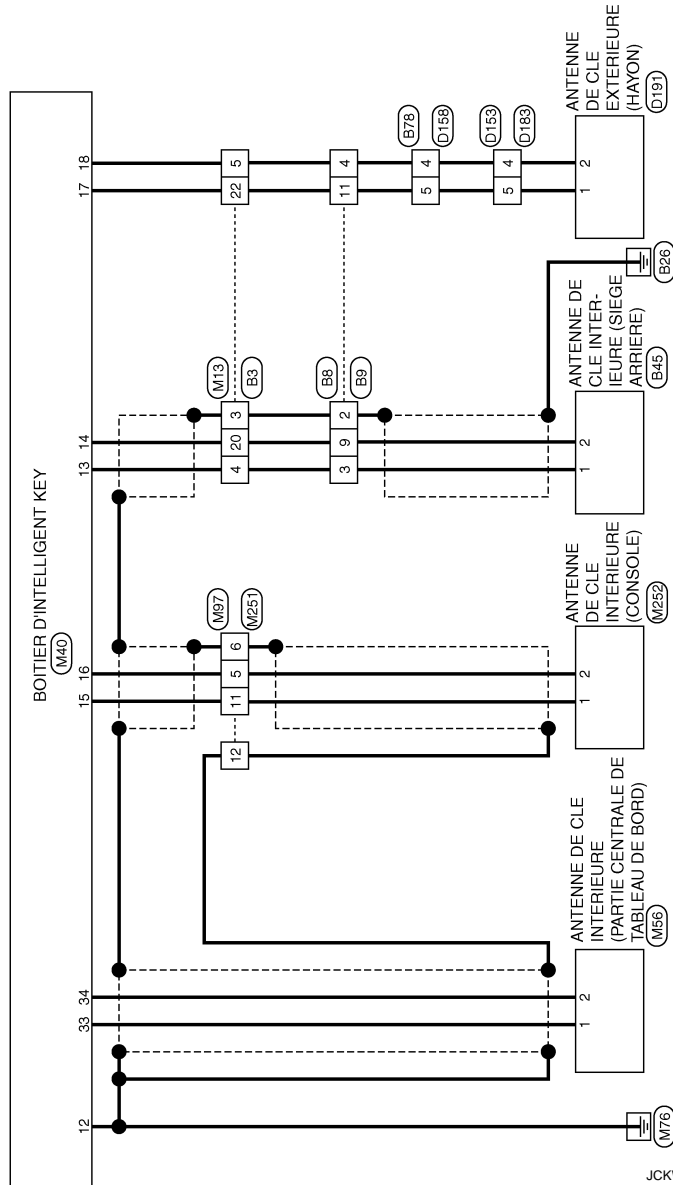 BOITIER D'INTELLIGENT KEY
M40
12
33
34
15
16
13
14
17
18
12
11
5
6
M97
M251
4
20
3
M13
B3
22
5
3
9
2
B8
B9
11
4
5
4
B78
D158
5
4
D153
D183
1
2
ANTENNE DE CLE
INTERIEURE
(PARTIE CENTRALE DE
TABLEAU DE BORD)
M56
1
2
ANTENNE
DE CLE
INTERIEURE
(CONSOLE)
M252
1
2
ANTENNE DE
CLE INTER-
IEURE (SIEGE
ARRIERE)
B45
1
2
ANTENNE
DE CLE
EXTERIEURE
(HAYON)
D191
M76
B26